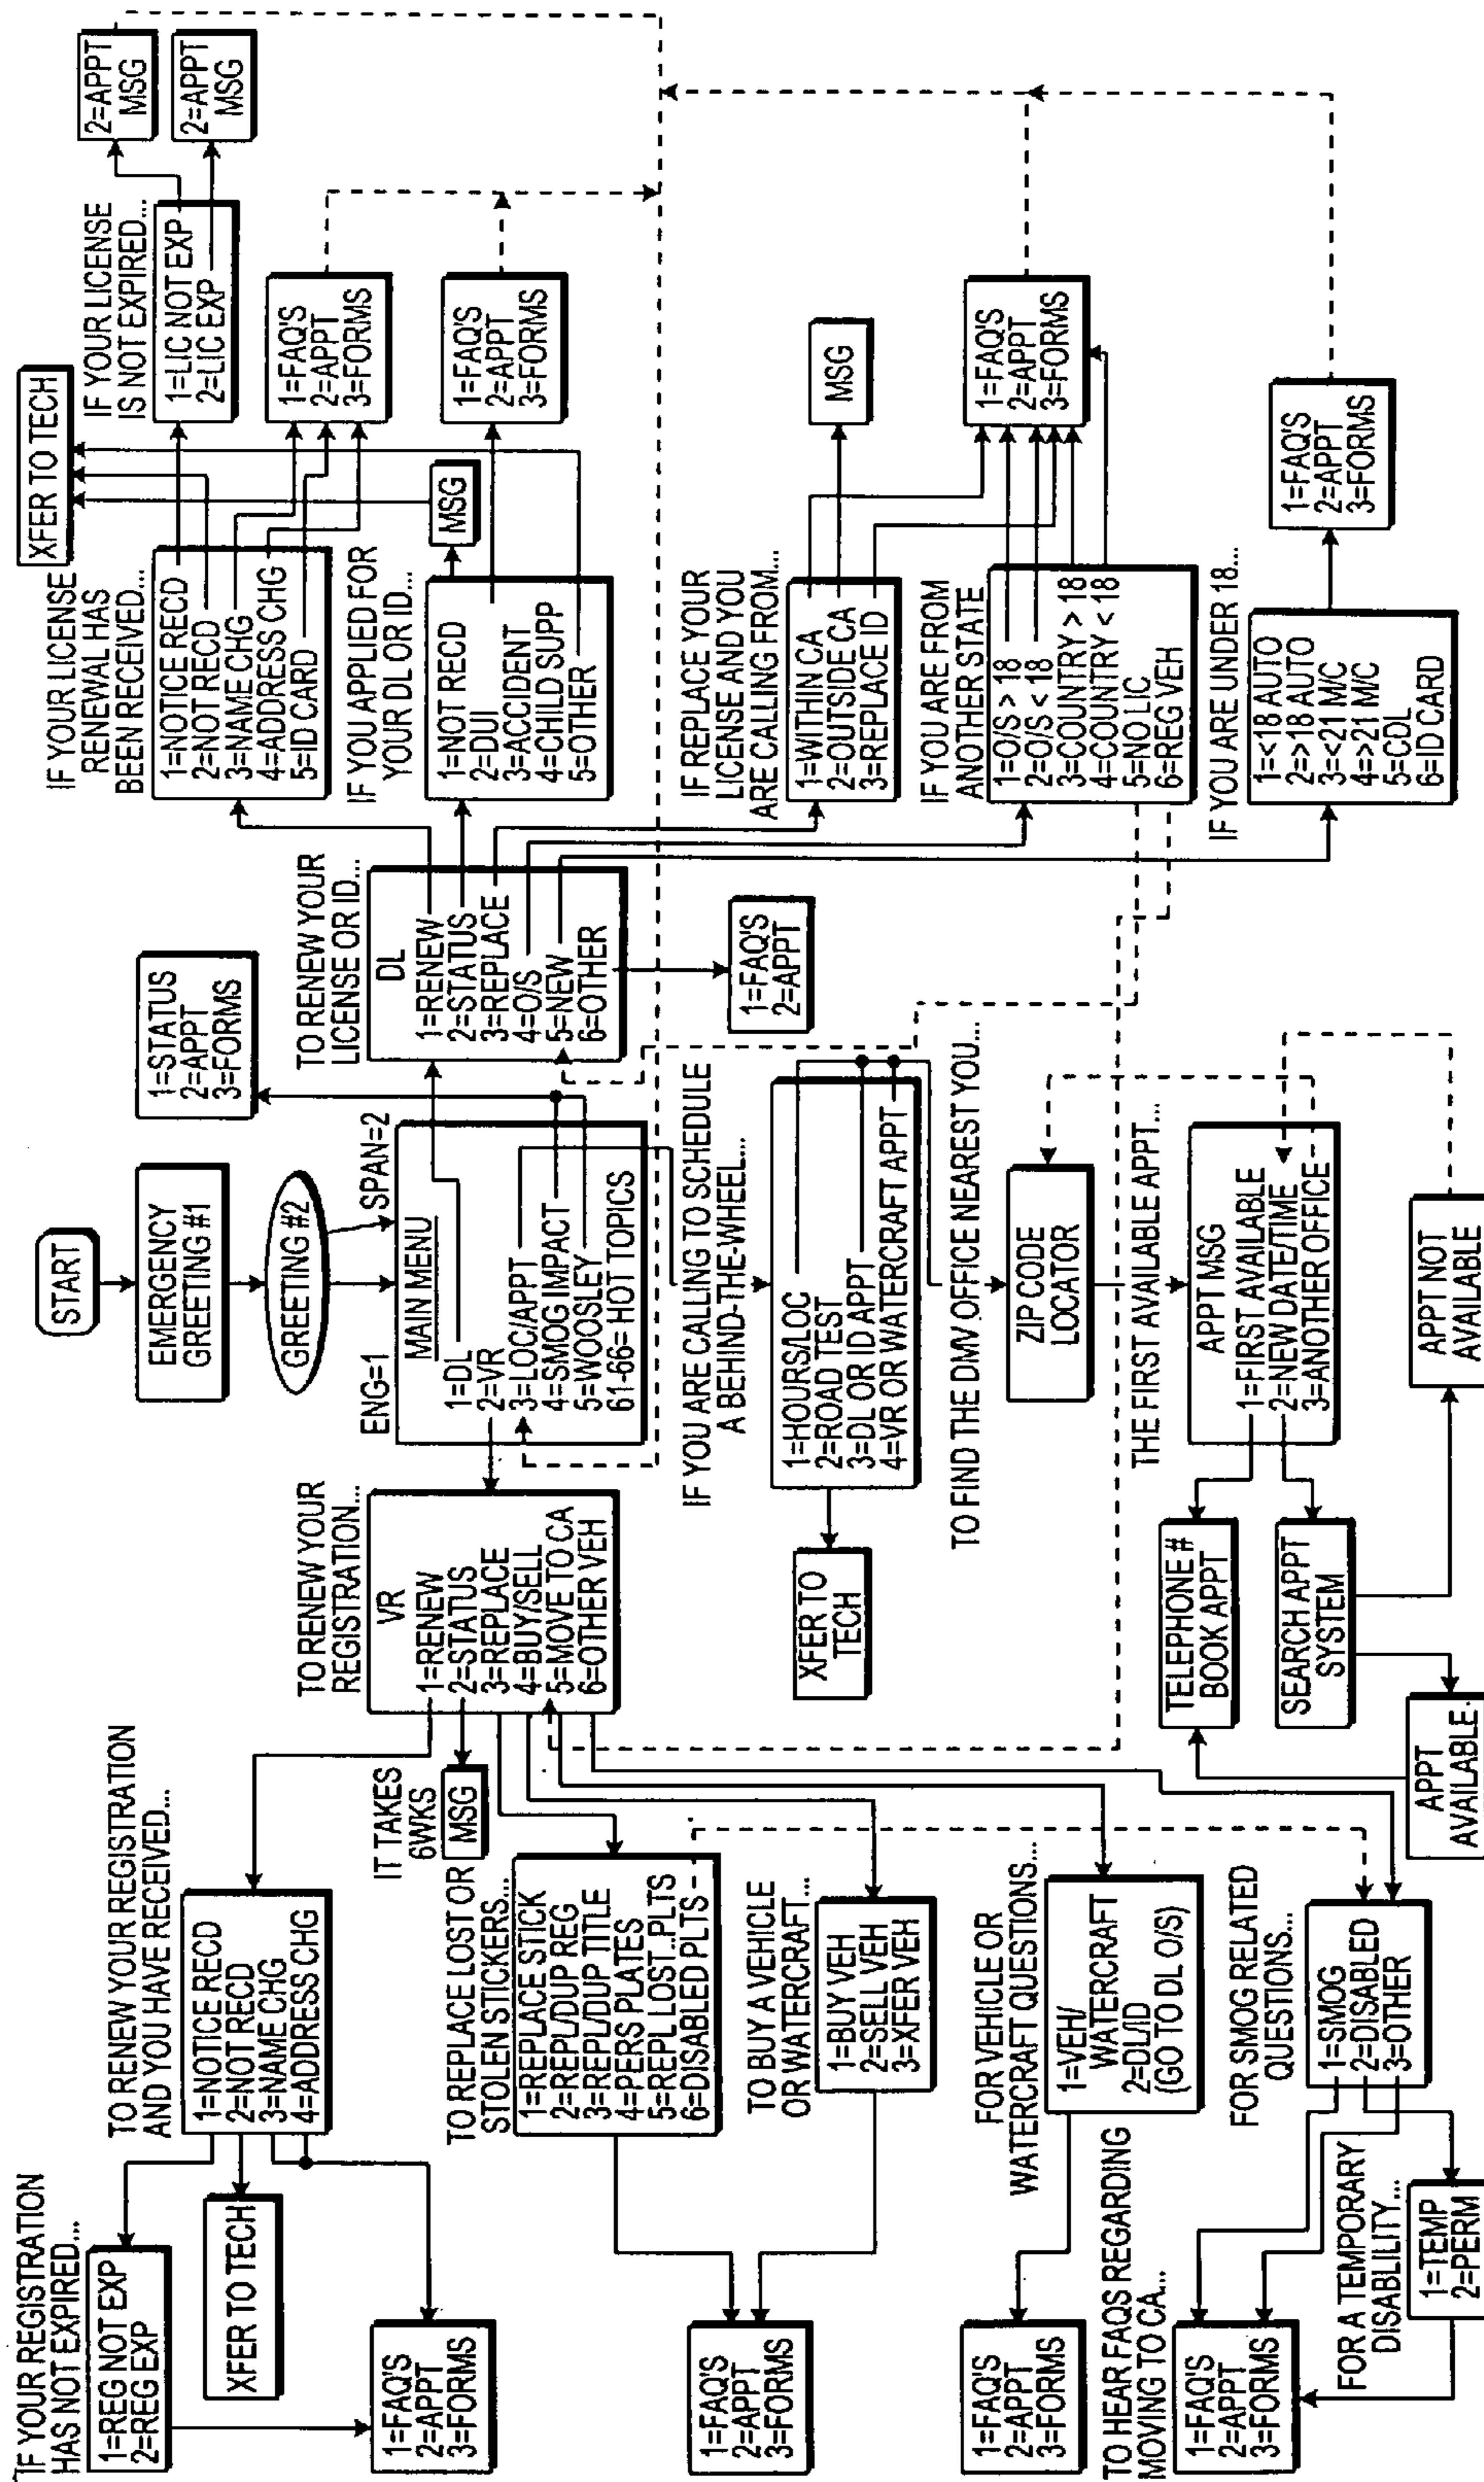 START
EMERGENCY
GREETING #1
GREETING #2
ENG=1
SPAN=2
MAIN MENU
1=DL
2=VR
3=LOC/APPT
4=SMOG IMPACT
5=WOOSLEY
61-66= HOT TOPICS
1=STATUS
2=APPT
3=FORMS
TO RENEW YOUR
REGISTRATION...
VR
1=RENEW
2=STATUS
3=REPLACE
4=BUY/SELL
5=MOVE TO CA
6=OTHER VEH
TO RENEW YOUR REGISTRATION
AND YOU HAVE RECEIVED...
1=NOTICE RECD
2=NOT RECD
3=NAME CHG
4=ADDRESS CHG
IF YOUR REGISTRATION
HAS NOT EXPIRED...
1=REG NOT EXP
2=REG EXP
XFER TO TECH
1=FAQ'S
2=APPT
3=FORMS
IT TAKES
6WKS
MSG
TO REPLACE LOST OR
STOLEN STICKERS...
1=REPLACE STICK
2=REPL/DUP REG
3=REPL/DUP TITLE
4=PERS PLATES
5=REPL LOST..PLTS
6=DISABLED PLTS
TO BUY A VEHICLE
OR WATERCRAFT...
1=BUY VEH
2=SELL VEH
3=XFER VEH
1=FAQ'S
2=APPT
3=FORMS
FOR VEHICLE OR
WATERCRAFT QUESTIONS...
1=VEH/
WATERCRAFT
2=DL/ID
(GO TO DL O/S)
1=FAQ'S
2=APPT
3=FORMS
TO HEAR FAQS REGARDING
MOVING TO CA...
FOR SMOG RELATED
QUESTIONS...
1=SMOG
2=DISABLED
3=OTHER
1=FAQ'S
2=APPT
3=FORMS
FOR A TEMPORARY
DISABLILITY...
1=TEMP
2=PERM
TO RENEW YOUR
LICENSE OR ID...
DL
1=RENEW
2=STATUS
3=REPLACE
4=O/S
5=NEW
6=OTHER
1=FAQ'S
2=APPT
IF YOUR LICENSE
RENEWAL HAS
BEEN RECEIVED...
1=NOTICE RECD
2=NOT RECD
3=NAME CHG
4=ADDRESS CHG
5=ID CARD
XFER TO TECH
IF YOUR LICENSE
IS NOT EXPIRED...
1=LIC NOT EXP
2=LIC EXP
2=APPT
MSG
2=APPT
MSG
1=FAQ'S
2=APPT
3=FORMS
IF YOU APPLIED FOR
YOUR DL OR ID...
1=NOT RECD
2=DUI
3=ACCIDENT
4=CHILD SUPP
5=OTHER
MSG
1=FAQ'S
2=APPT
3=FORMS
IF REPLACE YOUR
LICENSE AND YOU
ARE CALLING FROM...
1=WITHIN CA
2=OUTSIDE CA
3=REPLACE ID
MSG
IF YOU ARE FROM
ANOTHER STATE
1=O/S > 18
2=O/S < 18
3=COUNTRY > 18
4=COUNTRY < 18
5=NO LIC
6=REG VEH
1=FAQ'S
2=APPT
3=FORMS
IF YOU ARE UNDER 18...
1=<18 AUTO
2=>18 AUTO
3=<21 M/C
4=>21 M/C
5=CDL
6=ID CARD
1=FAQ'S
2=APPT
3=FORMS
IF YOU ARE CALLING TO SCHEDULE
A BEHIND-THE-WHEEL...
1=HOURS/LOC
2=ROAD TEST
3=DL OR ID APPT
4=VR OR WATERCRAFT APPT
XFER TO
TECH
TO FIND THE DMV OFFICE NEAREST YOU...
ZIP CODE
LOCATOR
THE FIRST AVAILABLE APPT...
APPT MSG
1=FIRST AVAILABLE
2=NEW DATE/TIME
3=ANOTHER OFFICE
TELEPHONE #
BOOK APPT
SEARCH APPT
SYSTEM
APPT
AVAILABLE.
APPT NOT
AVAILABLE